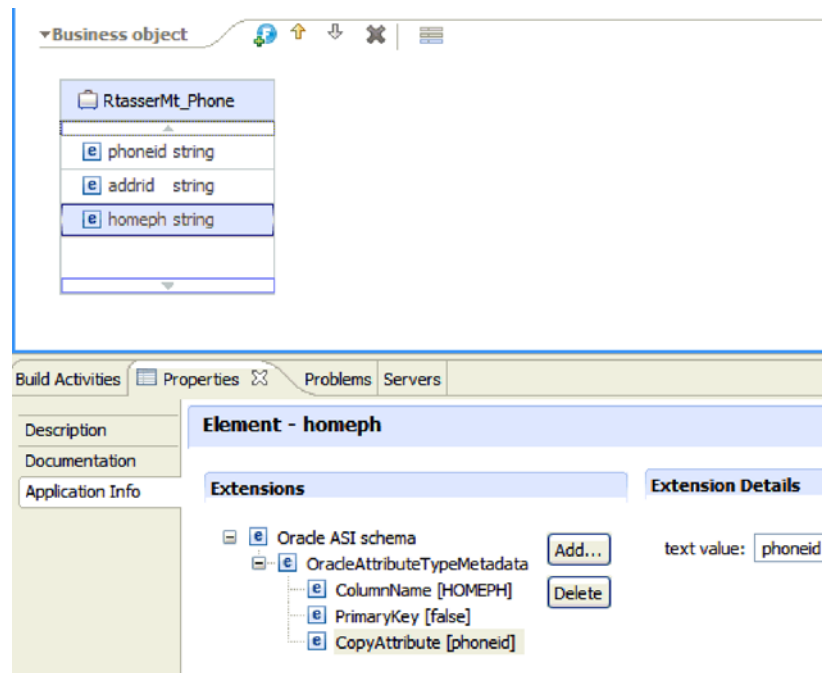 Business object
RtasserMt_Phone
e phoneid string
e addrid string
e homeph string
Build Activities Properties Problems Servers
Description
Documentation
Application Info
Element - homeph
Extensions
e Oracle ASI schema
e OracleAttributeTypeMetadata
e ColumnName [HOMEPH]
e PrimaryKey [false]
e CopyAttribute [phoneid]
Add...
Delete
Extension Details
text value: phoneid